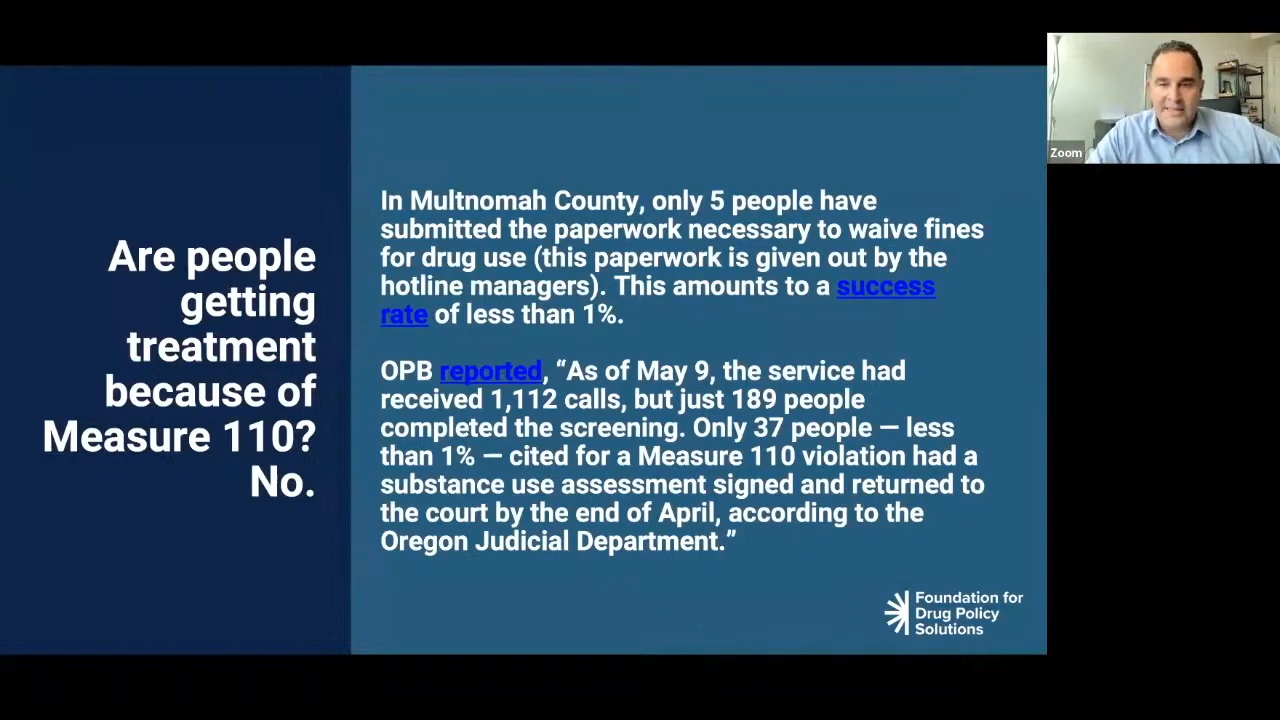 Are people
getting
treatment
because of
Measure 110?
No.
In Multnomah County, only 5 people have
submitted the paperwork necessary to waive fines
for drug use (this paperwork is given out by the
hotline managers). This amounts to a success
rate of less than 1%.
OPB reported, “As of May 9, the service had
received 1,112 calls, but just 189 people
completed the screening. Only 37 people — less
than 1% — cited for a Measure 110 violation had a
substance use assessment signed and returned to
the court by the end of April, according to the
Oregon Judicial Department.”
Foundation for
Drug Policy
Solutions
Zoom